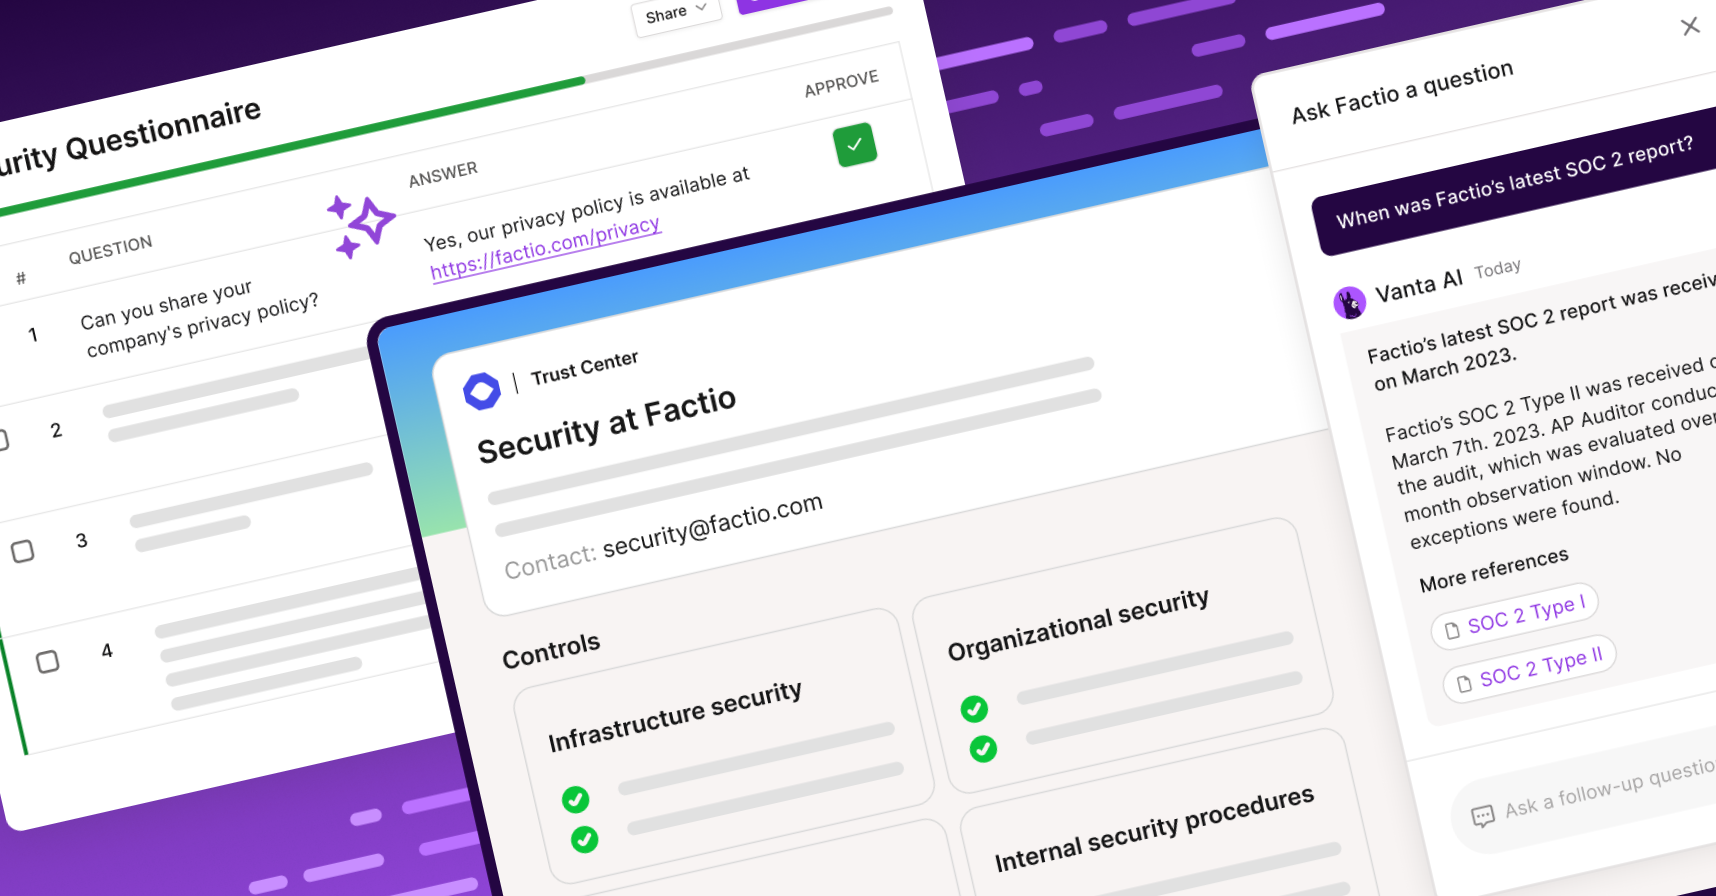 Share
urity Questionnaire
#
QUESTION
ANSWER
APPROVE
1
Can you share your
company's privacy policy?
Yes, our privacy policy is available at
https://factio.com/privacy
2
3
4
Trust Center
Security at Factio
Contact: security@factio.com
Controls
Infrastructure security
Organizational security
Internal security procedures
Ask Factio a question
When was Factio’s latest SOC 2 report?
Vanta AI Today
Factio’s latest SOC 2 report was receiv
on March 2023.
Factio’s SOC 2 Type II was received o
March 7th. 2023. AP Auditor conduc
the audit, which was evaluated over
month observation window. No
exceptions were found.
More references
SOC 2 Type I
SOC 2 Type II
Ask a follow-up questio